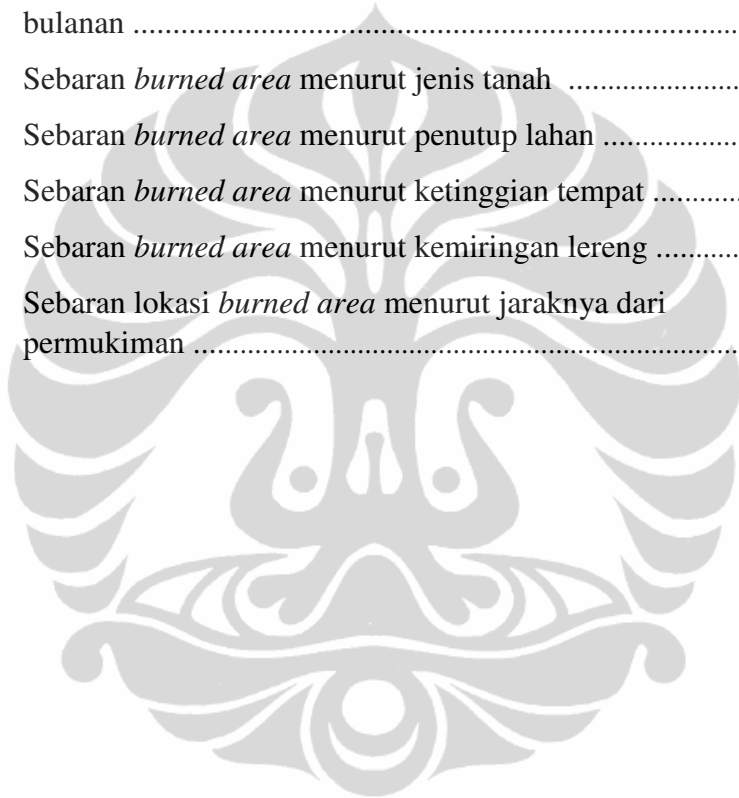 bulanan ........................................................................
Sebaran burned area menurut jenis tanah ....................
Sebaran burned area menurut penutup lahan ................
Sebaran burned area menurut ketinggian tempat ...........
Sebaran burned area menurut kemiringan lereng ..........
Sebaran lokasi burned area menurut jaraknya dari
permukiman ................................................................